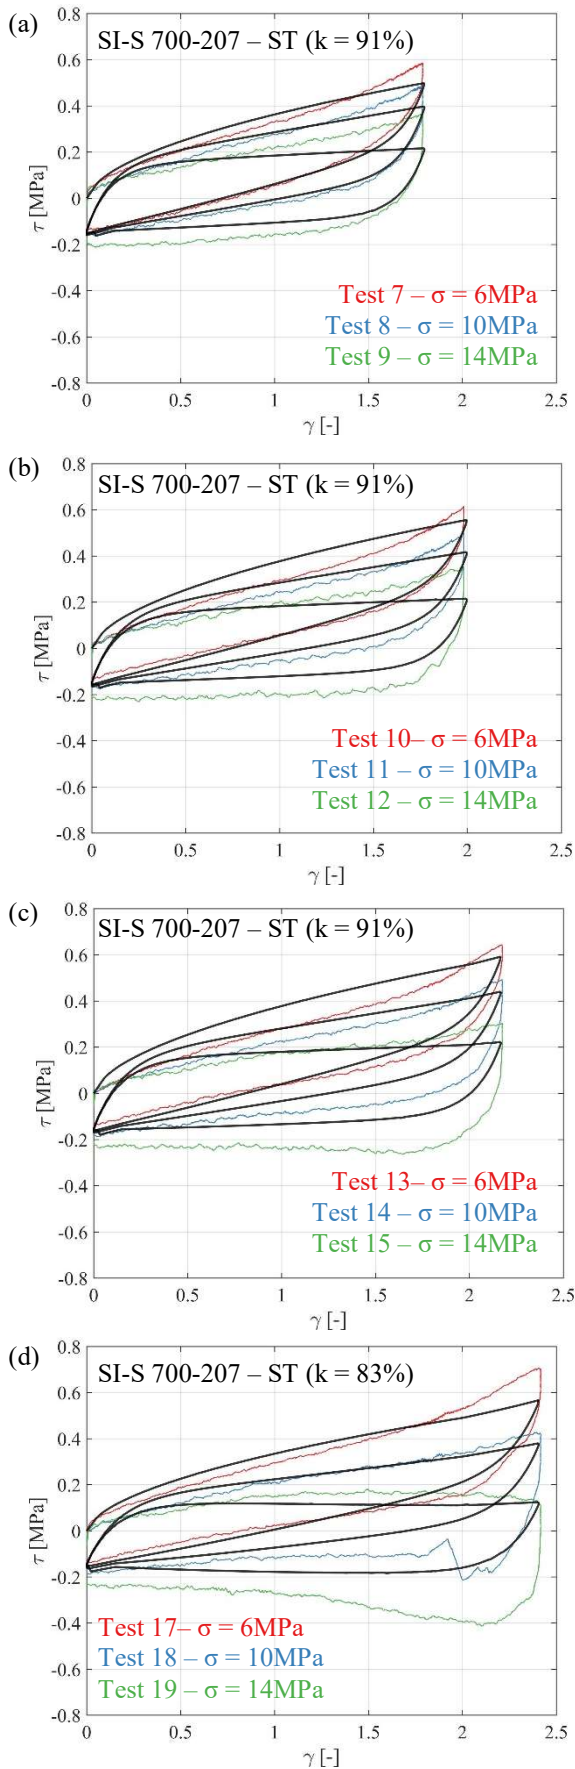 (a)
SI-S 700-207 – ST (k = 91%)
0.8
0.6
0.4
0.2
0
-0.2
-0.4
-0.6
-0.8
τ [MPa]
Test 7 – σ = 6MPa
Test 8 – σ = 10MPa
Test 9 – σ = 14MPa
0 0.5 1 1.5 2 2.5
γ [-]
(b)
SI-S 700-207 – ST (k = 91%)
0.8
0.6
0.4
0.2
0
-0.2
-0.4
-0.6
-0.8
τ [MPa]
Test 10– σ = 6MPa
Test 11 – σ = 10MPa
Test 12 – σ = 14MPa
0 0.5 1 1.5 2 2.5
γ [-]
(c)
SI-S 700-207 – ST (k = 91%)
0.8
0.6
0.4
0.2
0
-0.2
-0.4
-0.6
-0.8
τ [MPa]
Test 13– σ = 6MPa
Test 14 – σ = 10MPa
Test 15 – σ = 14MPa
0 0.5 1 1.5 2 2.5
γ [-]
(d)
SI-S 700-207 – ST (k = 83%)
0.8
0.6
0.4
0.2
0
-0.2
-0.4
-0.6
-0.8
τ [MPa]
Test 17– σ = 6MPa
Test 18 – σ = 10MPa
Test 19 – σ = 14MPa
0 0.5 1 1.5 2 2.5
γ [-]